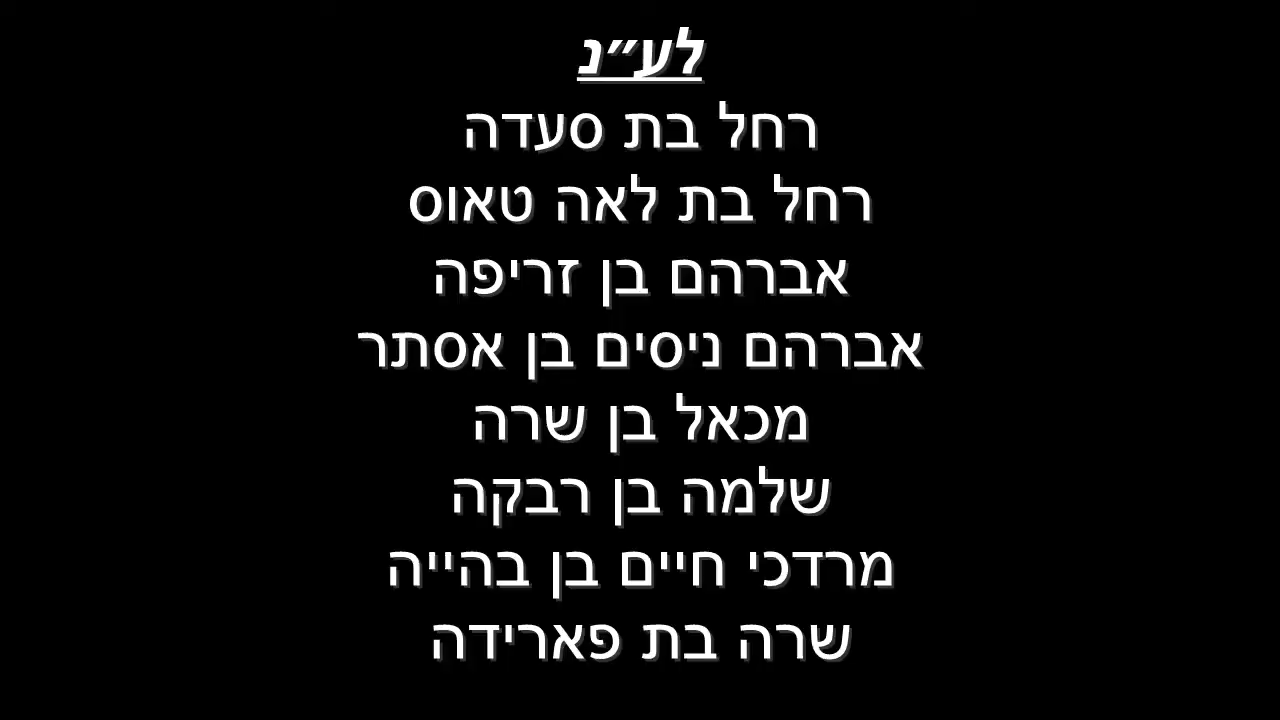 לע״נ
רחל בת סעדה
רחל בת לאה טאוס
אברהם בן זריפה
אברהם ניסים בן אסתר
מכאל בן שרה
שלמה בן רבקה
מרדכי חיים בן בהייה
שרה בת פארידה